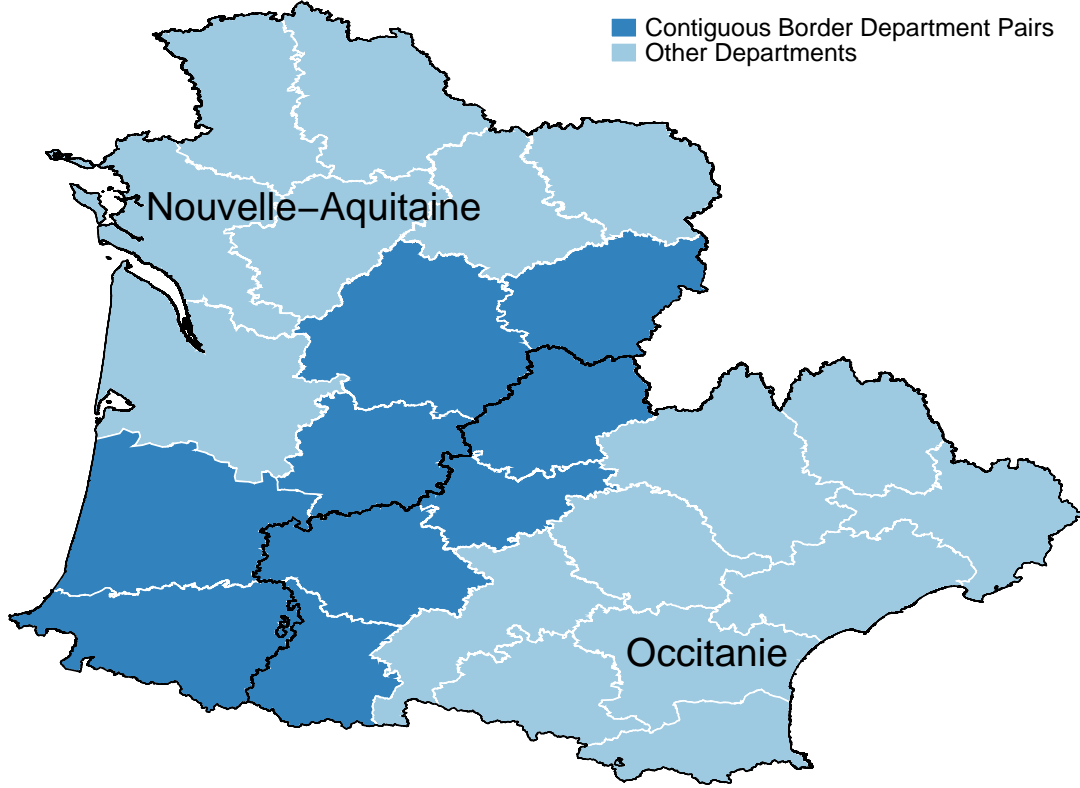 Contiguous Border Department Pairs
Other Departments
Nouvelle−Aquitaine
Occitanie